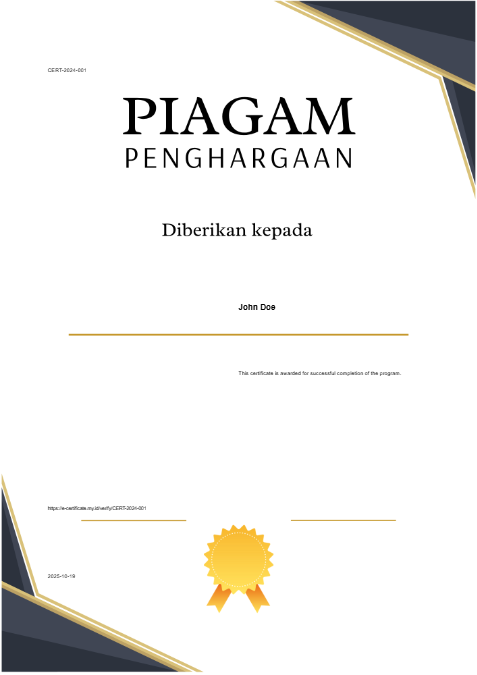 CERT-2024-001
PIAGAM
PENGHARGAAN
Diberikan kepada
John Doe
This certificate is awarded for successful completion of the program.
https://e-certificate.my.id/verify/CERT-2024-001
2025-10-19